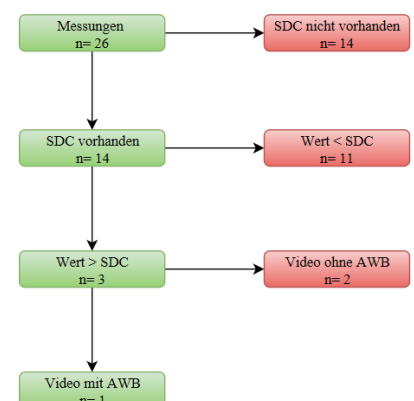 Messungen
n= 26
SDC nicht vorhanden
n= 14
SDC vorhanden
n= 14
Wert < SDC
n= 11
Wert > SDC
n= 3
Video ohne AWB
n= 2
Video mit AWB
n= 1